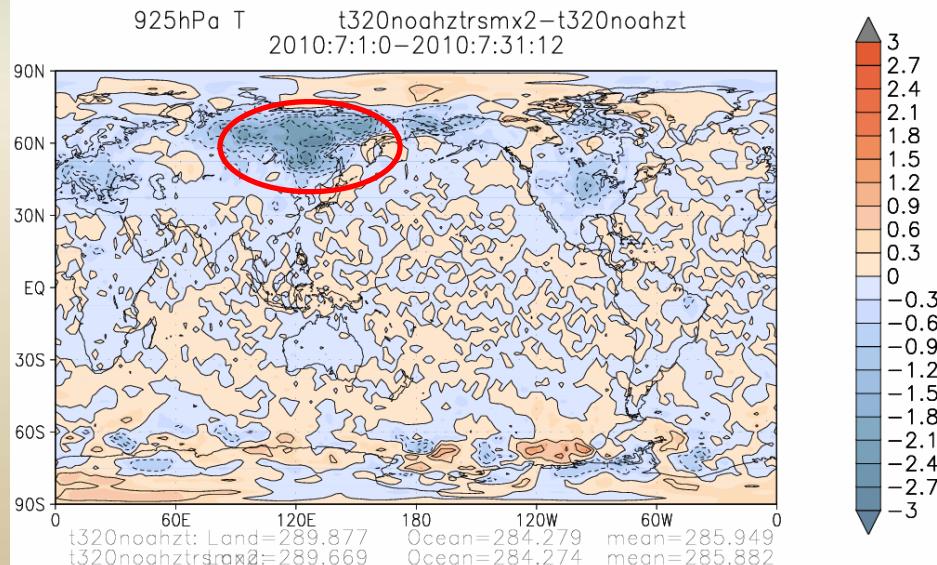 925hPa T t320noahztrsmx2-t320noahzt
2010:7:1:0-2010:7:31:12
90N
60N
30N
EQ
30S
60S
90S
0 60E 120E 180 120W 60W 0
t320noahzt: Land=289.877 Ocean=284.279 mean=285.949
t320noahztrsmx2: Land=289.669 Ocean=284.274 mean=285.882
3
2.7
2.4
2.1
1.8
1.5
1.2
0.9
0.6
0.3
0
-0.3
-0.6
-0.9
-1.2
-1.5
-1.8
-2.1
-2.4
-2.7
-3